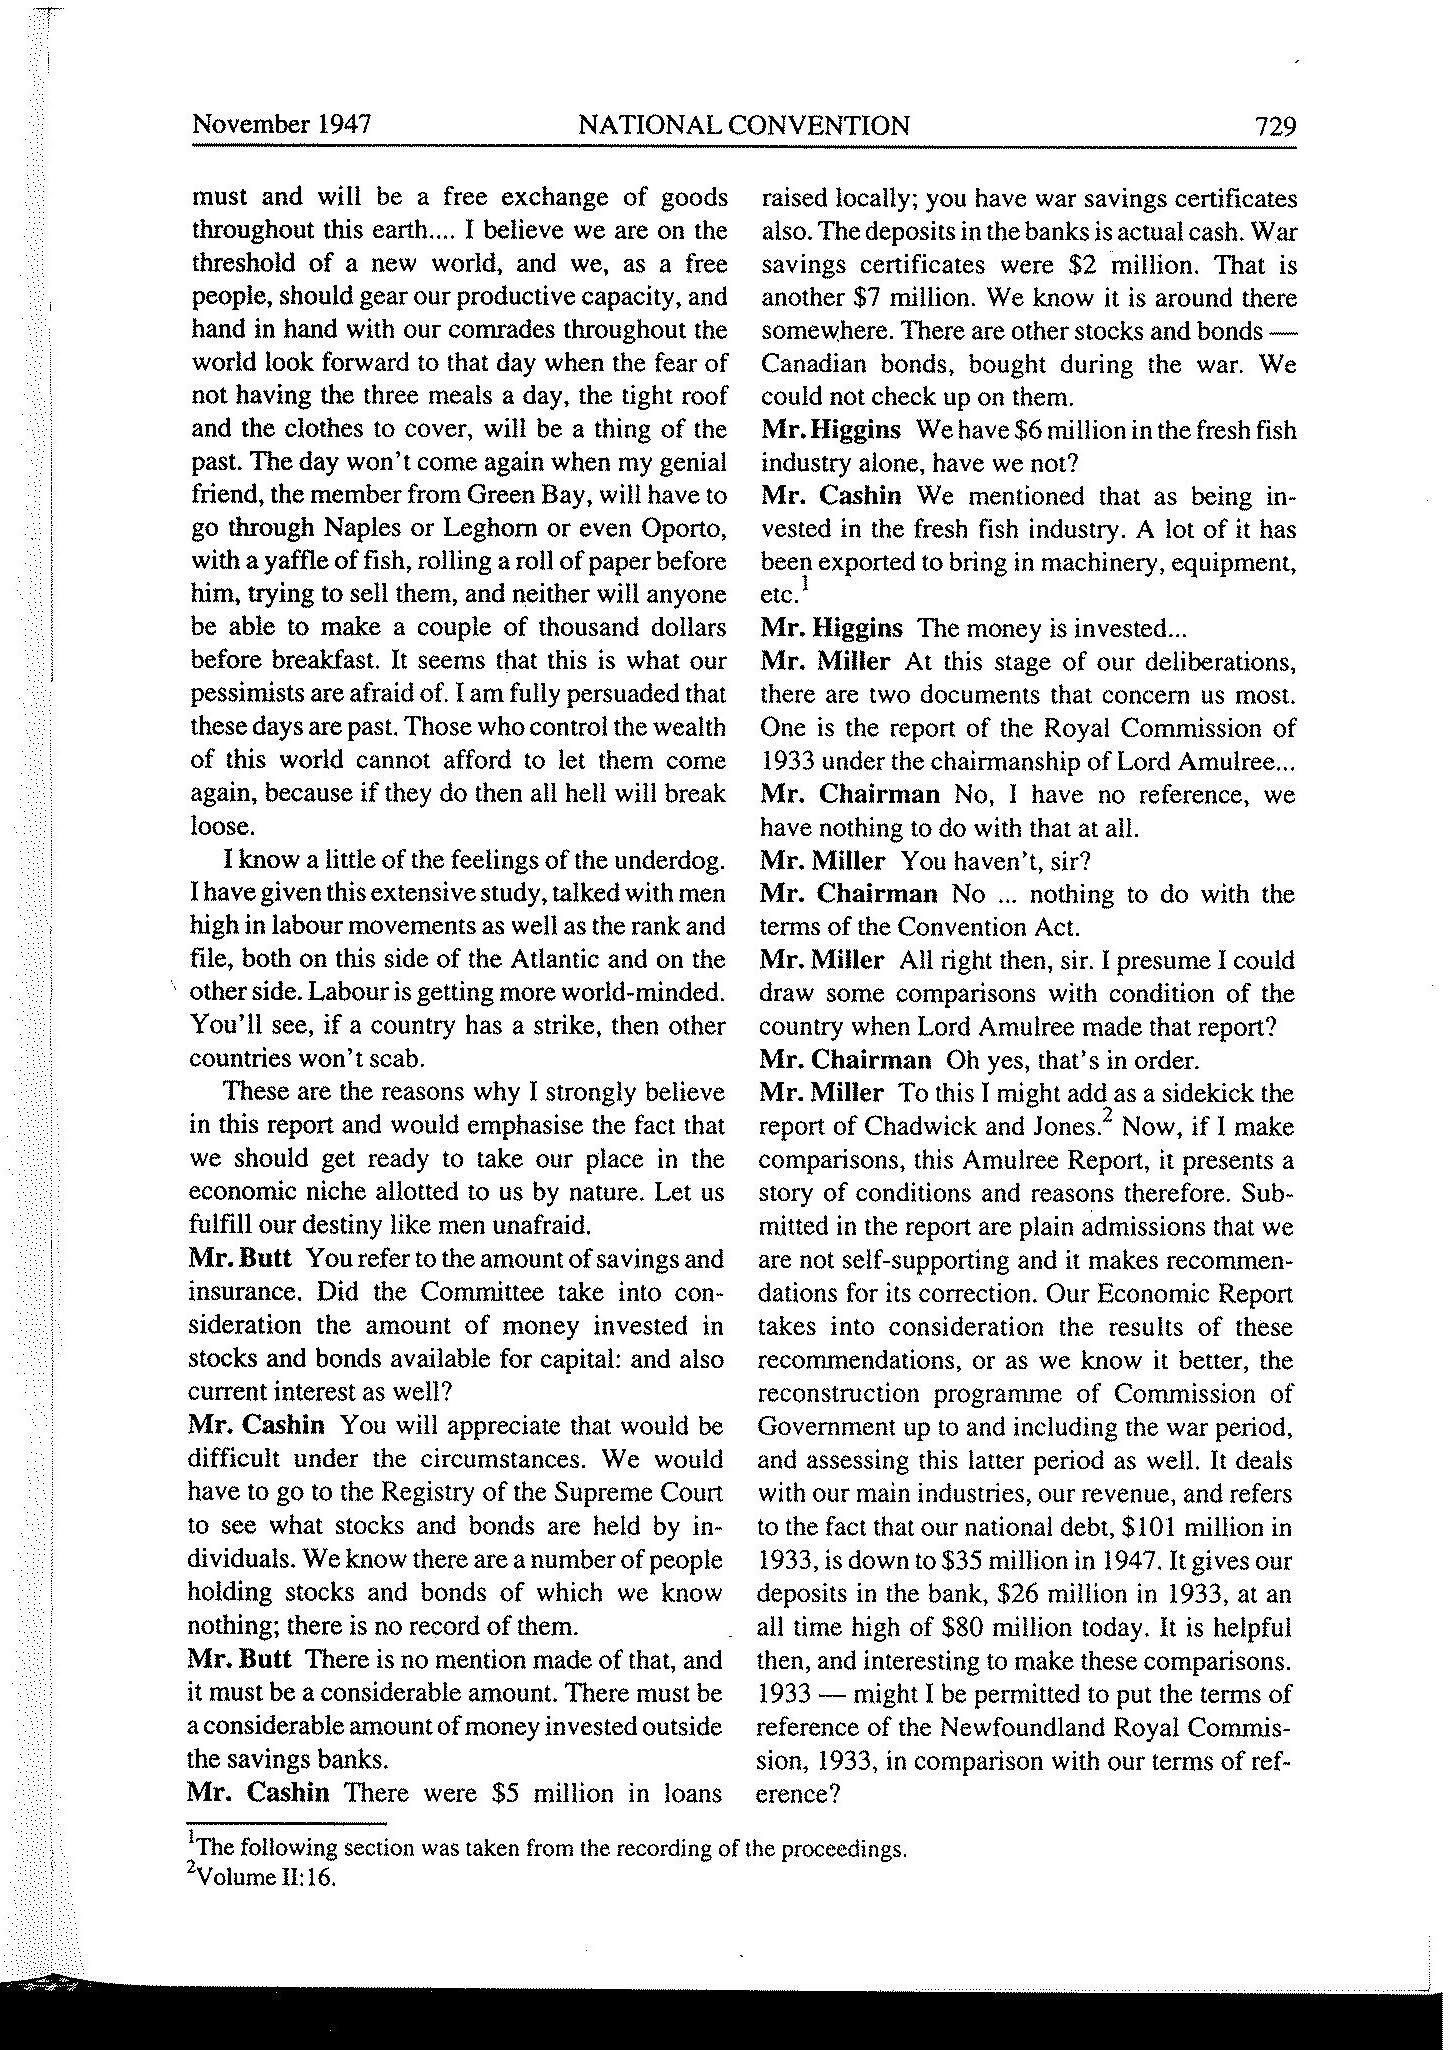 November 1947
NATIONAL CONVENTION
729
must and will be a free exchange of goods
throughout this earth.... I believe we are on the
threshold of a new world, and we, as a free
people, should gear our productive capacity, and
hand in hand with our comrades throughout the
world look forward to that day when the fear of
not having the three meals a day, the tight roof
and the clothes to cover, will be a thing of the
past. The day won't come again when my genial
friend, the member from Green Bay, will have to
go through Naples or Leghorn or even Oporto,
with a yaffle of fish, rolling a roll of paper before
him, trying to sell them, and neither will anyone
be able to make a couple of thousand dollars
before breakfast. It seems that this is what our
pessimists are afraid of. I am fully persuaded that
these days are past. Those who control the wealth
of this world cannot afford to let them come
again, because if they do then all hell will break
loose.
I know a little of the feelings of the underdog.
I have given this extensive study, talked with men
high in labour movements as well as the rank and
file, both on this side of the Atlantic and on the
other side. Labour is getting more world-minded.
You'll see, if a country has a strike, then other
countries won't scab.
These are the reasons why I strongly believe
in this report and would emphasise the fact that
we should get ready to take our place in the
economic niche allotted to us by nature. Let us
fulfill our destiny like men unafraid.
Mr. Butt You refer to the amount of savings and
insurance. Did the Committee take into con-
sideration the amount of money invested in
stocks and bonds available for capital: and also
current interest as well?
Mr. Cashin You will appreciate that would be
difficult under the circumstances. We would
have to go to the Registry of the Supreme Court
to see what stocks and bonds are held by in-
dividuals. We know there are a number of people
holding stocks and bonds of which we know
nothing; there is no record of them.
Mr. Butt There is no mention made of that, and
it must be a considerable amount. There must be
a considerable amount of money invested outside
the savings banks.
Mr. Cashin There were $5 million in loans
raised locally; you have war savings certificates
also. The deposits in the banks is actual cash. War
savings certificates were $2 million. That is
another $7 million. We know it is around there
somewhere. There are other stocks and bonds —
Canadian bonds, bought during the war. We
could not check up on them.
Mr. Higgins We have $6 million in the fresh fish
industry alone, have we not?
Mr. Cashin We mentioned that as being in-
vested in the fresh fish industry. A lot of it has
been exported to bring in machinery, equipment,
etc.¹
Mr. Higgins The money is invested...
Mr. Miller At this stage of our deliberations,
there are two documents that concern us most.
One is the report of the Royal Commission of
1933 under the chairmanship of Lord Amulree...
Mr. Chairman No, I have no reference, we
have nothing to do with that at all.
Mr. Miller You haven't, sir?
Mr. Chairman No ... nothing to do with the
terms of the Convention Act.
Mr. Miller All right then, sir. I presume I could
draw some comparisons with condition of the
country when Lord Amulree made that report?
Mr. Chairman Oh yes, that's in order.
Mr. Miller To this I might add as a sidekick the
report of Chadwick and Jones.² Now, if I make
comparisons, this Amulree Report, it presents a
story of conditions and reasons therefore. Sub-
mitted in the report are plain admissions that we
are not self-supporting and it makes recommen-
dations for its correction. Our Economic Report
takes into consideration the results of these
recommendations, or as we know it better, the
reconstruction programme of Commission of
Government up to and including the war period,
and assessing this latter period as well. It deals
with our main industries, our revenue, and refers
to the fact that our national debt, $101 million in
1933, is down to $35 million in 1947. It gives our
deposits in the bank, $26 million in 1933, at an
all time high of $80 million today. It is helpful
then, and interesting to make these comparisons.
1933 — might I be permitted to put the terms of
reference of the Newfoundland Royal Commis-
sion, 1933, in comparison with our terms of ref-
erence?
¹The following section was taken from the recording of the proceedings.
²Volume II:16.